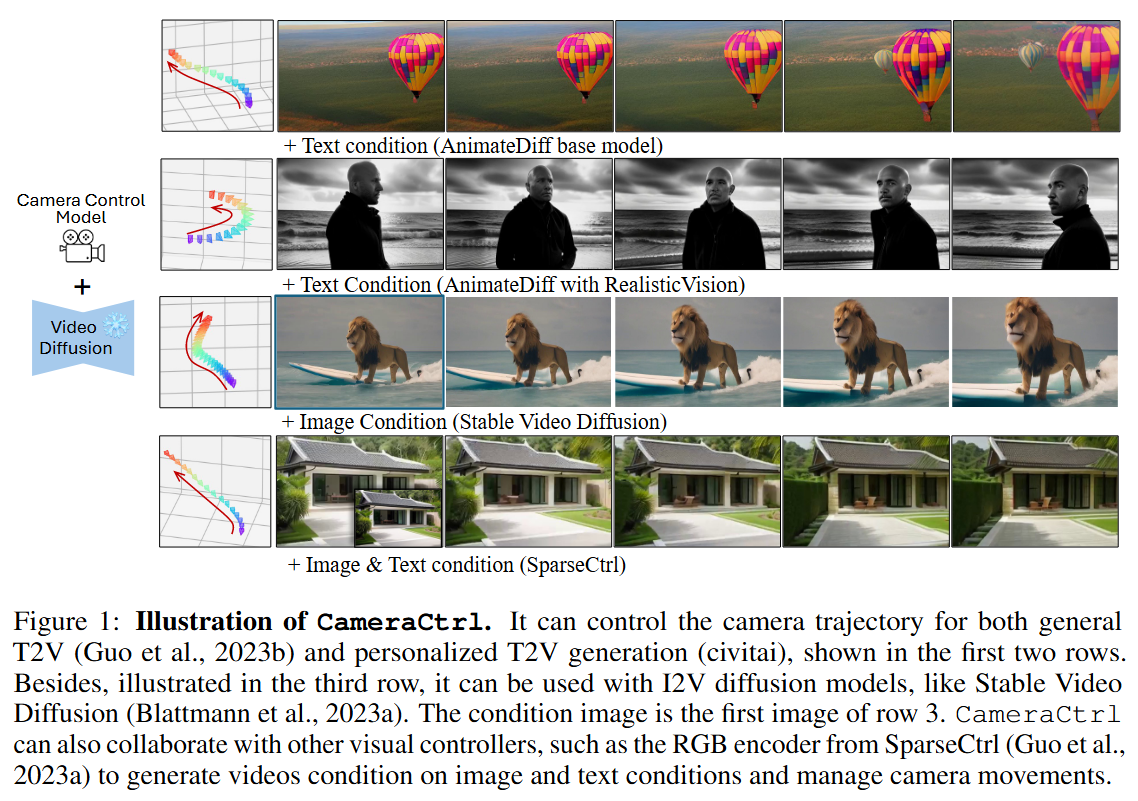 + Text condition (AnimateDiff base model)
Camera Control
Model
+
Video
Diffusion
+ Text Condition (AnimateDiff with RealisticVision)
+ Image Condition (Stable Video Diffusion)
+ Image & Text condition (SparseCtrl)
Figure 1: Illustration of CameraCtrl. It can control the camera trajectory for both general
T2V (Guo et al., 2023b) and personalized T2V generation (civitai), shown in the first two rows.
Besides, illustrated in the third row, it can be used with I2V diffusion models, like Stable Video
Diffusion (Blattmann et al., 2023a). The condition image is the first image of row 3. CameraCtrl
can also collaborate with other visual controllers, such as the RGB encoder from SparseCtrl (Guo et al.,
2023a) to generate videos condition on image and text conditions and manage camera movements.